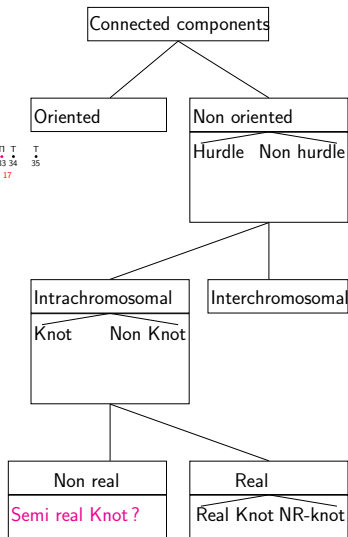 Connected components
Oriented
Non oriented
Hurdle Non hurdle
П T T
33 34 35
17
Intrachromosomal
Interchromosomal
Knot Non Knot
Non real
Real
Semi real Knot ?
Real Knot NR-knot